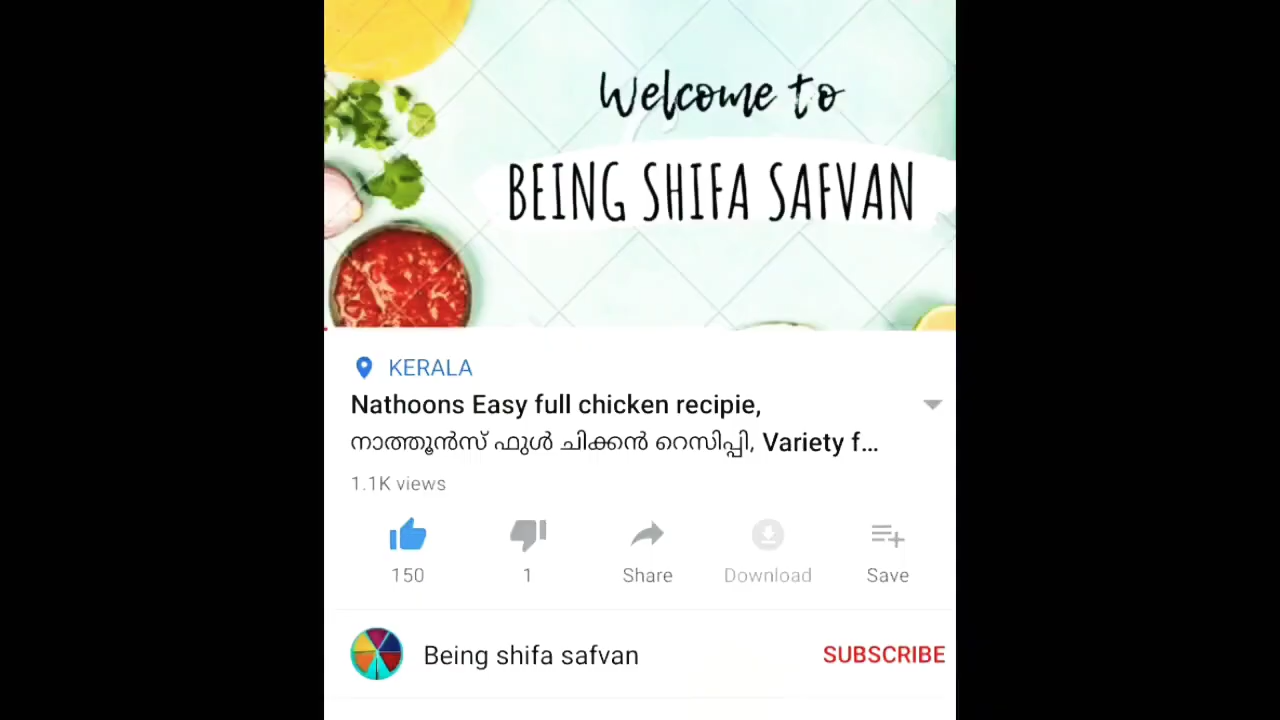 Welcome to
BEING SHIFA SAFVAN
KERALA
Nathoons Easy full chicken recipie,
നാത്തൂൻസ് ഫുൾ ചിക്കൻ റെസിപ്പി, Variety f...
1.1K views
150 1 Share Download Save
Being shifa safvan SUBSCRIBE